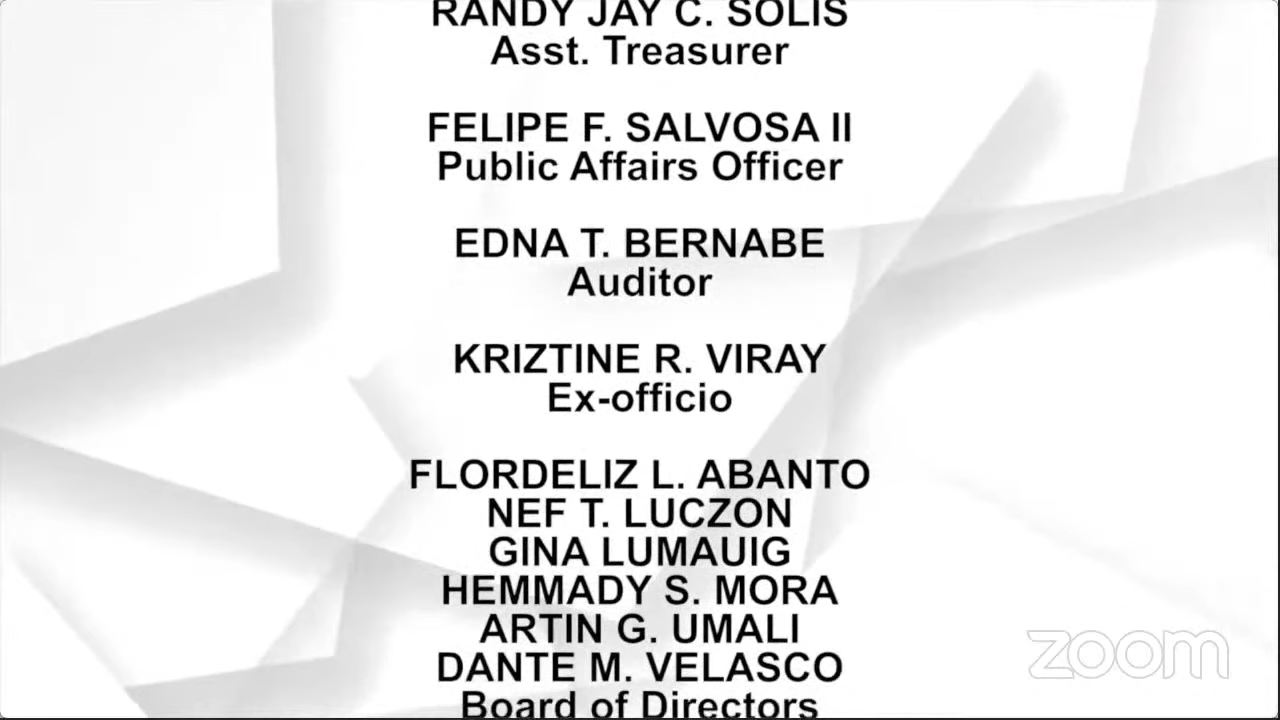 RANDY JAY C. SOLIS
Asst. Treasurer
FELIPE F. SALVOSA II
Public Affairs Officer
EDNA T. BERNABE
Auditor
KRIZTINE R. VIRAY
Ex-officio
FLORDELIZ L. ABANTO
NEF T. LUCZON
GINA LUMAUIG
HEMMADY S. MORA
ARTIN G. UMALI
DANTE M. VELASCO
Board of Directors
zoom